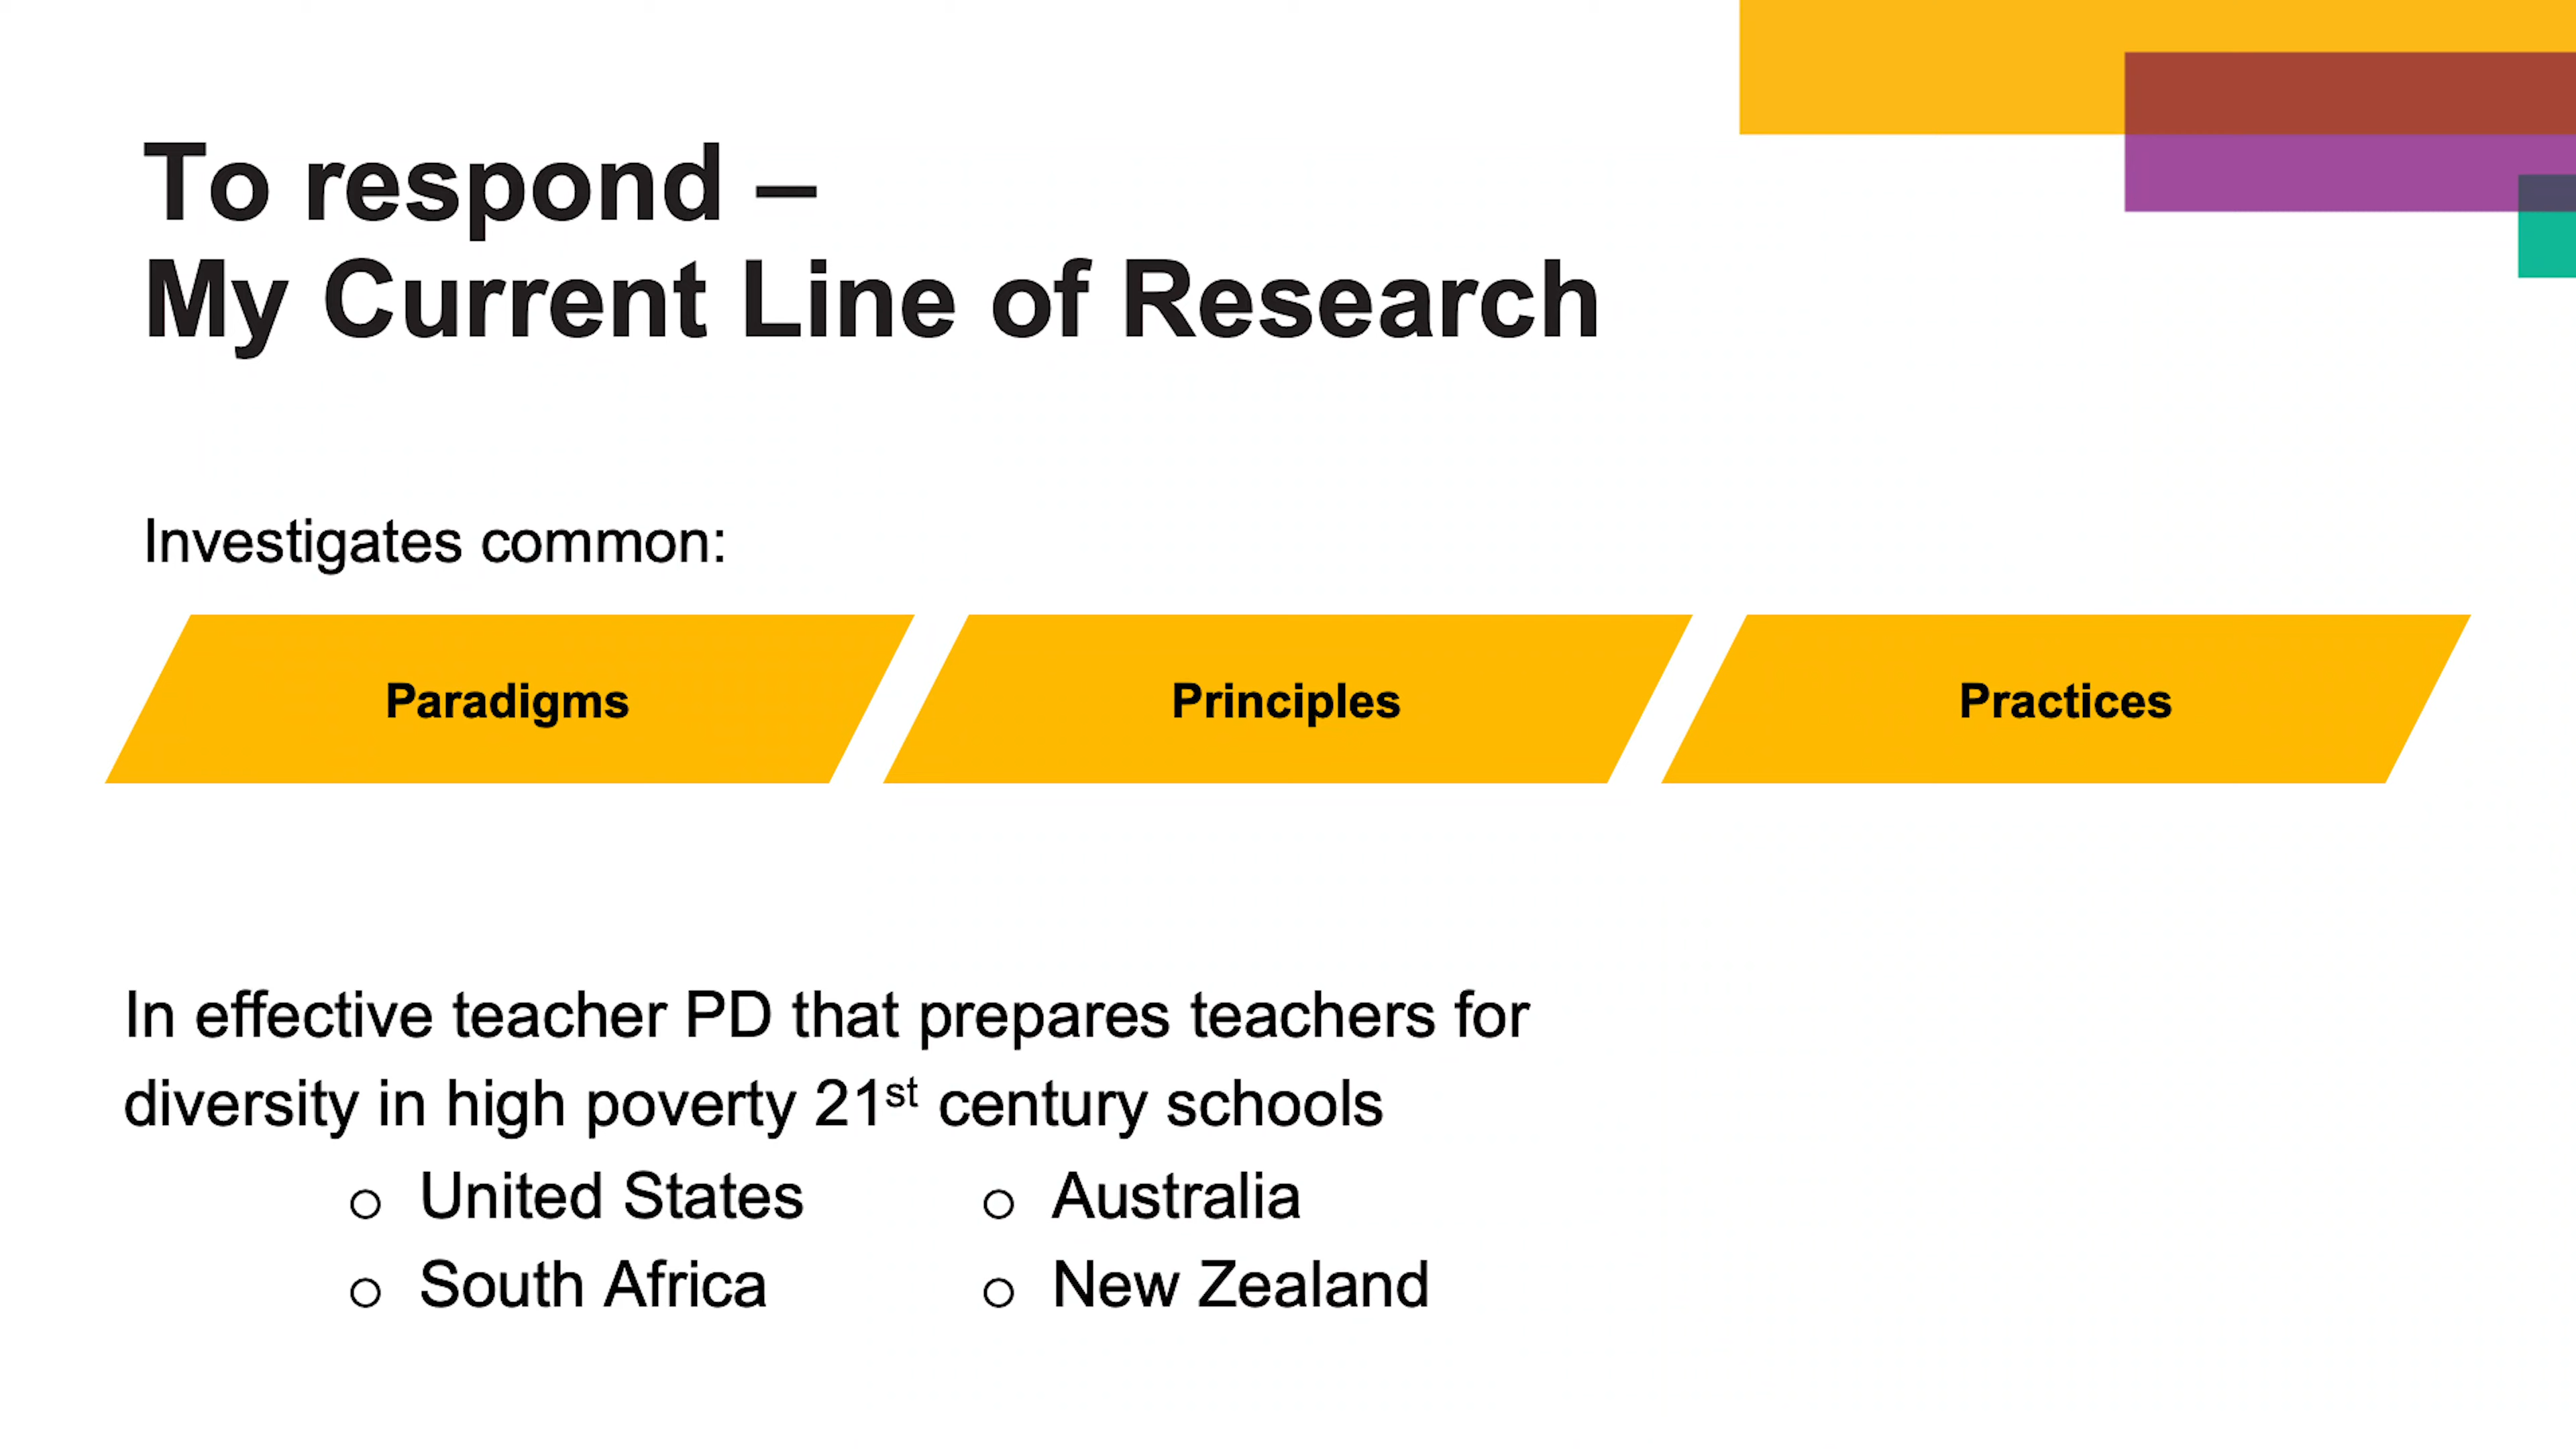 To respond –
My Current Line of Research
Investigates common:
Paradigms
Principles
Practices
In effective teacher PD that prepares teachers for
diversity in high poverty 21st century schools
○ United States
○ South Africa
○ Australia
○ New Zealand